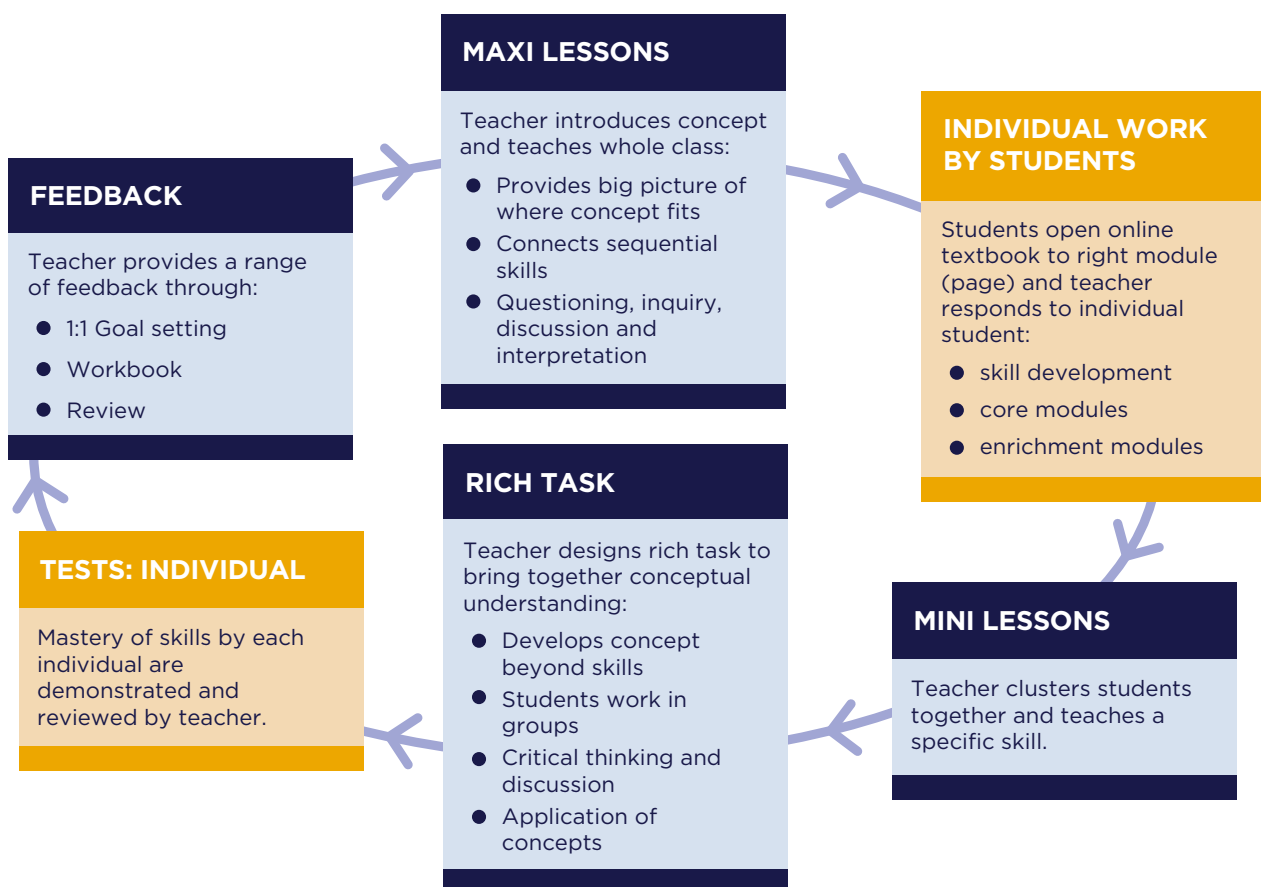 MAXI LESSONS
Teacher introduces concept
and teaches whole class:
● Provides big picture of
where concept fits
● Connects sequential
skills
● Questioning, inquiry,
discussion and
interpretation
INDIVIDUAL WORK
BY STUDENTS
Students open online
textbook to right module
(page) and teacher
responds to individual
student:
● skill development
● core modules
● enrichment modules
MINI LESSONS
Teacher clusters students
together and teaches a
specific skill.
RICH TASK
Teacher designs rich task to
bring together conceptual
understanding:
● Develops concept
beyond skills
● Students work in
groups
● Critical thinking and
discussion
● Application of
concepts
TESTS: INDIVIDUAL
Mastery of skills by each
individual are
demonstrated and
reviewed by teacher.
FEEDBACK
Teacher provides a range
of feedback through:
● 1:1 Goal setting
● Workbook
● Review